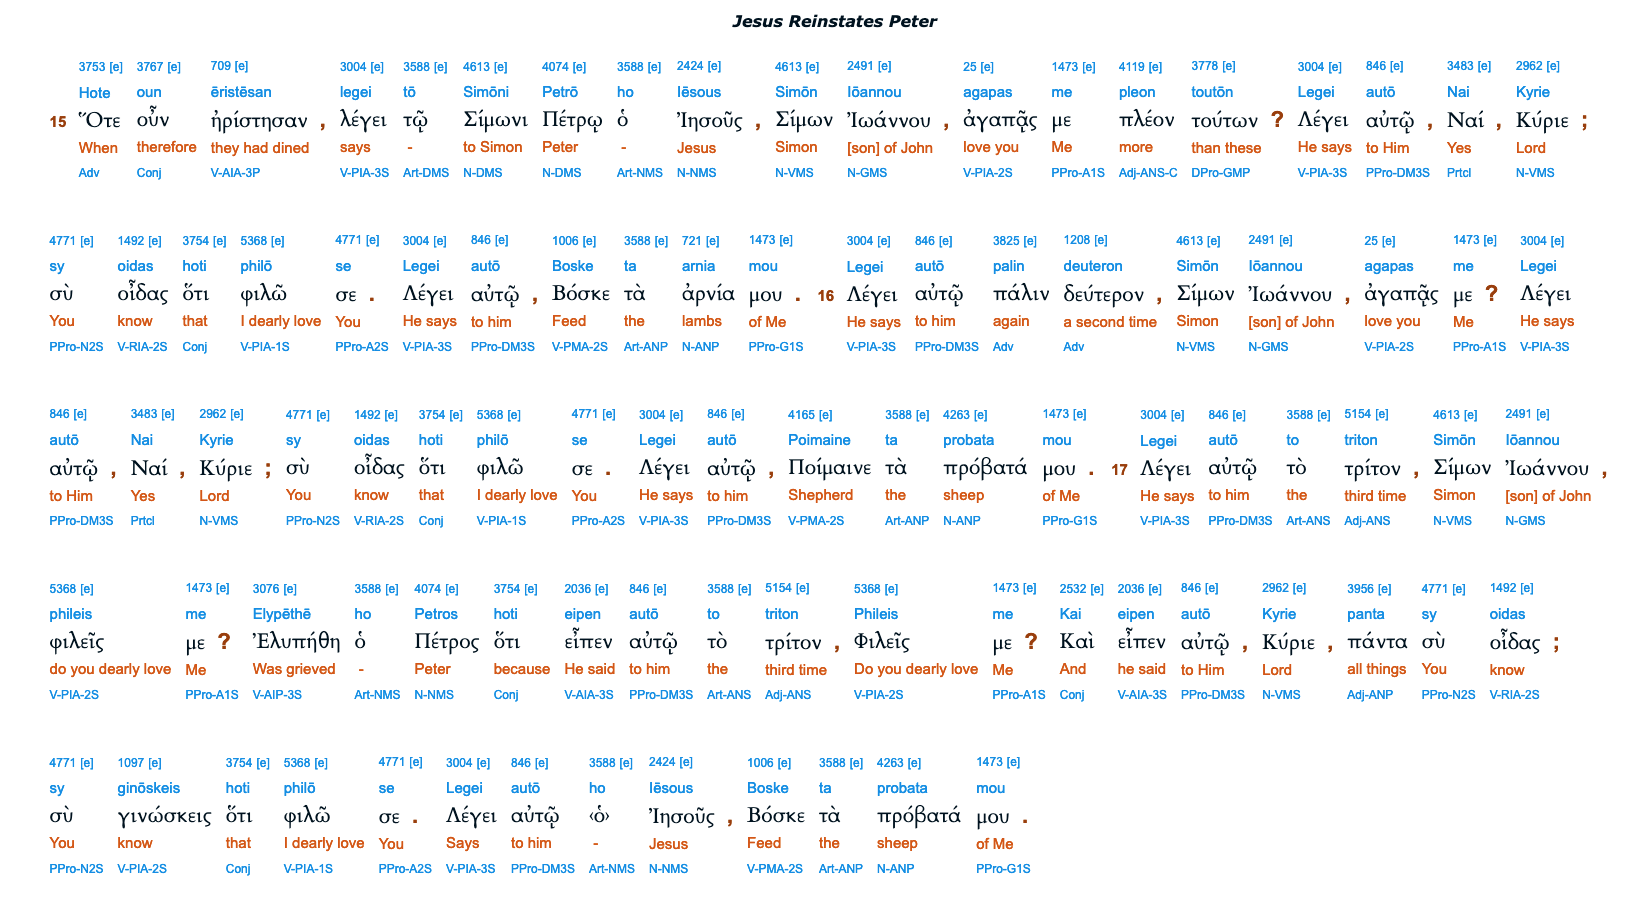 Jesus Reinstates Peter
3753 [e] 3767 [e] 709 [e] 3004 [e] 3588 [e] 4613 [e] 4074 [e] 3588 [e] 2424 [e] 4613 [e] 2491 [e] 25 [e] 1473 [e] 4119 [e] 3778 [e] 3004 [e] 846 [e] 3483 [e] 2962 [e]
Hote oun ēristēsan legei tō Simōni Petrō ho Iēsous Simōn Iōannou agapas me pleon toutōn Legei autō Nai Kyrie
15 Ὅτε οὖν ἠρίστησαν , λέγει τῷ Σίμωνι Πέτρῳ ὁ Ἰησοῦς , Σίμων Ἰωάννου , ἀγαπᾷς με πλέον τούτων ? Λέγει αὐτῷ , Ναί , Κύριε ;
When therefore they had dined says - to Simon Peter - Jesus Simon [son] of John love you Me more than these He says to Him Yes Lord
Adv Conj V-AIA-3P V-PIA-3S Art-DMS N-DMS N-DMS Art-NMS N-NMS N-VMS N-GMS V-PIA-2S PPro-A1S Adj-ANS-C DPro-GMP V-PIA-3S PPro-DM3S Prtcl N-VMS
4771 [e] 1492 [e] 3754 [e] 5368 [e] 4771 [e] 3004 [e] 846 [e] 1006 [e] 3588 [e] 721 [e] 1473 [e] 3004 [e] 846 [e] 3825 [e] 1208 [e] 4613 [e] 2491 [e] 25 [e] 1473 [e] 3004 [e]
sy oidas hoti philō se Legei autō Boske ta arnia mou Legei autō palin deuteron Simōn Iōannou agapas me Legei
σὺ οἶδας ὅτι φιλῶ σε . Λέγει αὐτῷ , Βόσκε τὰ ἀρνία μου . 16 Λέγει αὐτῷ πάλιν δεύτερον , Σίμων Ἰωάννου , ἀγαπᾷς με ? Λέγει
You know that I dearly love You He says to him Feed the lambs of Me He says to him again a second time Simon [son] of John love you Me He says
PPro-N2S V-RIA-2S Conj V-PIA-1S PPro-A2S V-PIA-3S PPro-DM3S V-PMA-2S Art-ANP N-ANP PPro-G1S V-PIA-3S PPro-DM3S Adv Adv N-VMS N-GMS V-PIA-2S PPro-A1S V-PIA-3S
846 [e] 3483 [e] 2962 [e] 4771 [e] 1492 [e] 3754 [e] 5368 [e] 4771 [e] 3004 [e] 846 [e] 4165 [e] 3588 [e] 4263 [e] 1473 [e] 3004 [e] 846 [e] 3588 [e] 5154 [e] 4613 [e] 2491 [e]
autō Nai Kyrie sy oidas hoti philō se Legei autō Poimaine ta probata mou Legei autō to triton Simōn Iōannou
αὐτῷ , Ναί , Κύριε ; σὺ οἶδας ὅτι φιλῶ σε . Λέγει αὐτῷ , Ποίμαινε τὰ πρόβατά μου . 17 Λέγει αὐτῷ τὸ τρίτον , Σίμων Ἰωάννου ,
to Him Yes Lord You know that I dearly love You He says to him Shepherd the sheep of Me He says to him the third time Simon [son] of John
PPro-DM3S Prtcl N-VMS PPro-N2S V-RIA-2S Conj V-PIA-1S PPro-A2S V-PIA-3S PPro-DM3S V-PMA-2S Art-ANP N-ANP PPro-G1S V-PIA-3S PPro-DM3S Art-ANS Adj-ANS N-VMS N-GMS
5368 [e] 1473 [e] 3076 [e] 3588 [e] 4074 [e] 3754 [e] 2036 [e] 846 [e] 3588 [e] 5154 [e] 5368 [e] 1473 [e] 2532 [e] 2036 [e] 846 [e] 2962 [e] 3956 [e] 4771 [e] 1492 [e]
phileis me Elypēthē ho Petros hoti eipen autō to triton Phileis me Kai eipen autō Kyrie panta sy oidas
φιλεῖς με ? Ἐλυπήθη ὁ Πέτρος ὅτι εἶπεν αὐτῷ τὸ τρίτον , Φιλεῖς με ? Καὶ εἶπεν αὐτῷ , Κύριε , πάντα σὺ οἶδας ;
do you dearly love Me Was grieved - Peter because He said to him the third time Do you dearly love Me And he said to Him Lord all things You know
V-PIA-2S PPro-A1S V-AIP-3S Art-NMS N-NMS Conj V-AIA-3S PPro-DM3S Art-ANS Adj-ANS V-PIA-2S PPro-A1S Conj V-AIA-3S PPro-DM3S N-VMS Adj-ANP PPro-N2S V-RIA-2S
4771 [e] 1097 [e] 3754 [e] 5368 [e] 4771 [e] 3004 [e] 846 [e] 3588 [e] 2424 [e] 1006 [e] 3588 [e] 4263 [e] 1473 [e]
sy ginōskeis hoti philō se Legei autō ho Iēsous Boske ta probata mou
σὺ γινώσκεις ὅτι φιλῶ σε . Λέγει αὐτῷ ‹ὁ› Ἰησοῦς , Βόσκε τὰ πρόβατά μου .
You know that I dearly love You Says to him - Jesus Feed the sheep of Me
PPro-N2S V-PIA-2S Conj V-PIA-1S PPro-A2S V-PIA-3S PPro-DM3S Art-NMS N-NMS V-PMA-2S Art-ANP N-ANP PPro-G1S